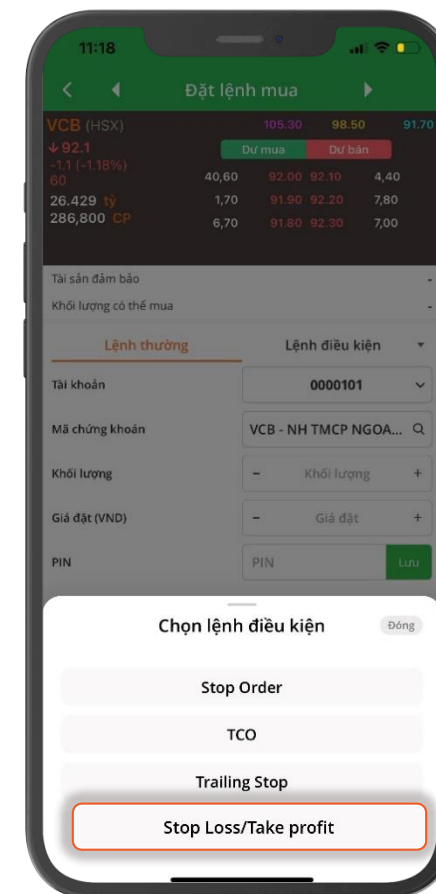 11:18
Đặt lệnh mua
VCB (HSX) 105.30 98.50 91.70
92.1 Dư mua Dư bán
-1.1 (-1.18%)
60 40,60 92.00 92.10 4,40
26.429 tỷ 1,70 91.90 92.20 7,80
286,800 CP 6,70 91.80 92.30 7,00
Tài sản đảm bảo -
Khối lượng có thể mua -
Lệnh thường Lệnh điều kiện
Tài khoản 0000101
Mã chứng khoán VCB - NH TMCP NGOA...
Khối lượng - Khối lượng +
Giá đặt (VND) - Giá đặt +
PIN PIN Lưu
Chọn lệnh điều kiện Đóng
Stop Order
TCO
Trailing Stop
Stop Loss/Take profit